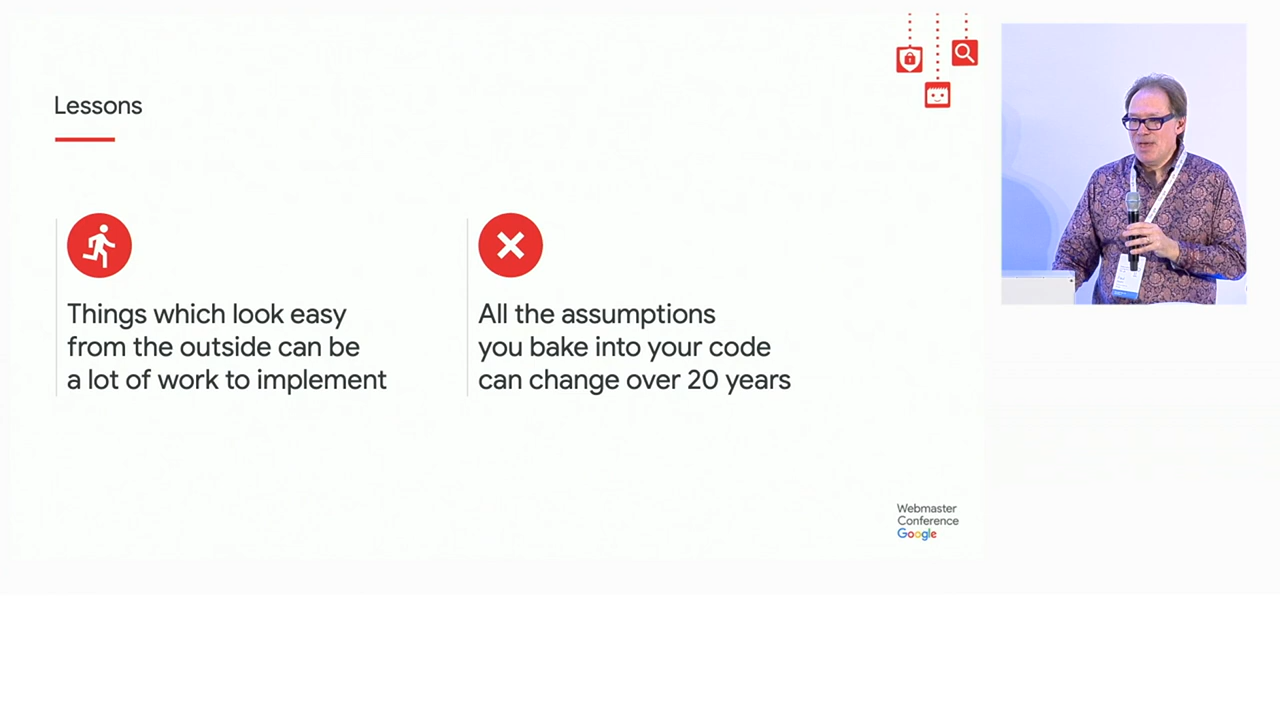 Lessons
Things which look easy
from the outside can be
a lot of work to implement
All the assumptions
you bake into your code
can change over 20 years
Webmaster
Conference
Google